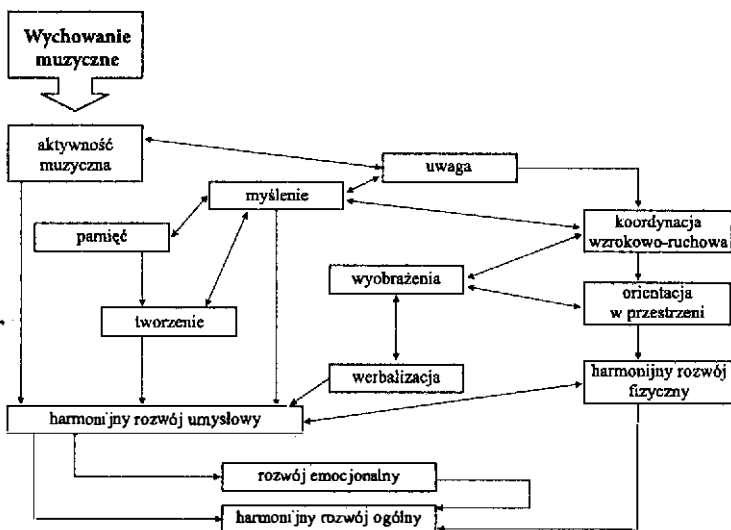 Wychowanie
muzyczne
aktywność
muzyczna
uwaga
myślenie
pamięć
koordynacja
wzrokowo-ruchowa
wyobrażenia
orientacja
w przestrzeni
tworzenie
werbalizacja
harmonijny rozwój
fizyczny
harmonijny rozwój umysłowy
rozwój emocjonalny
harmonijny rozwój ogólny